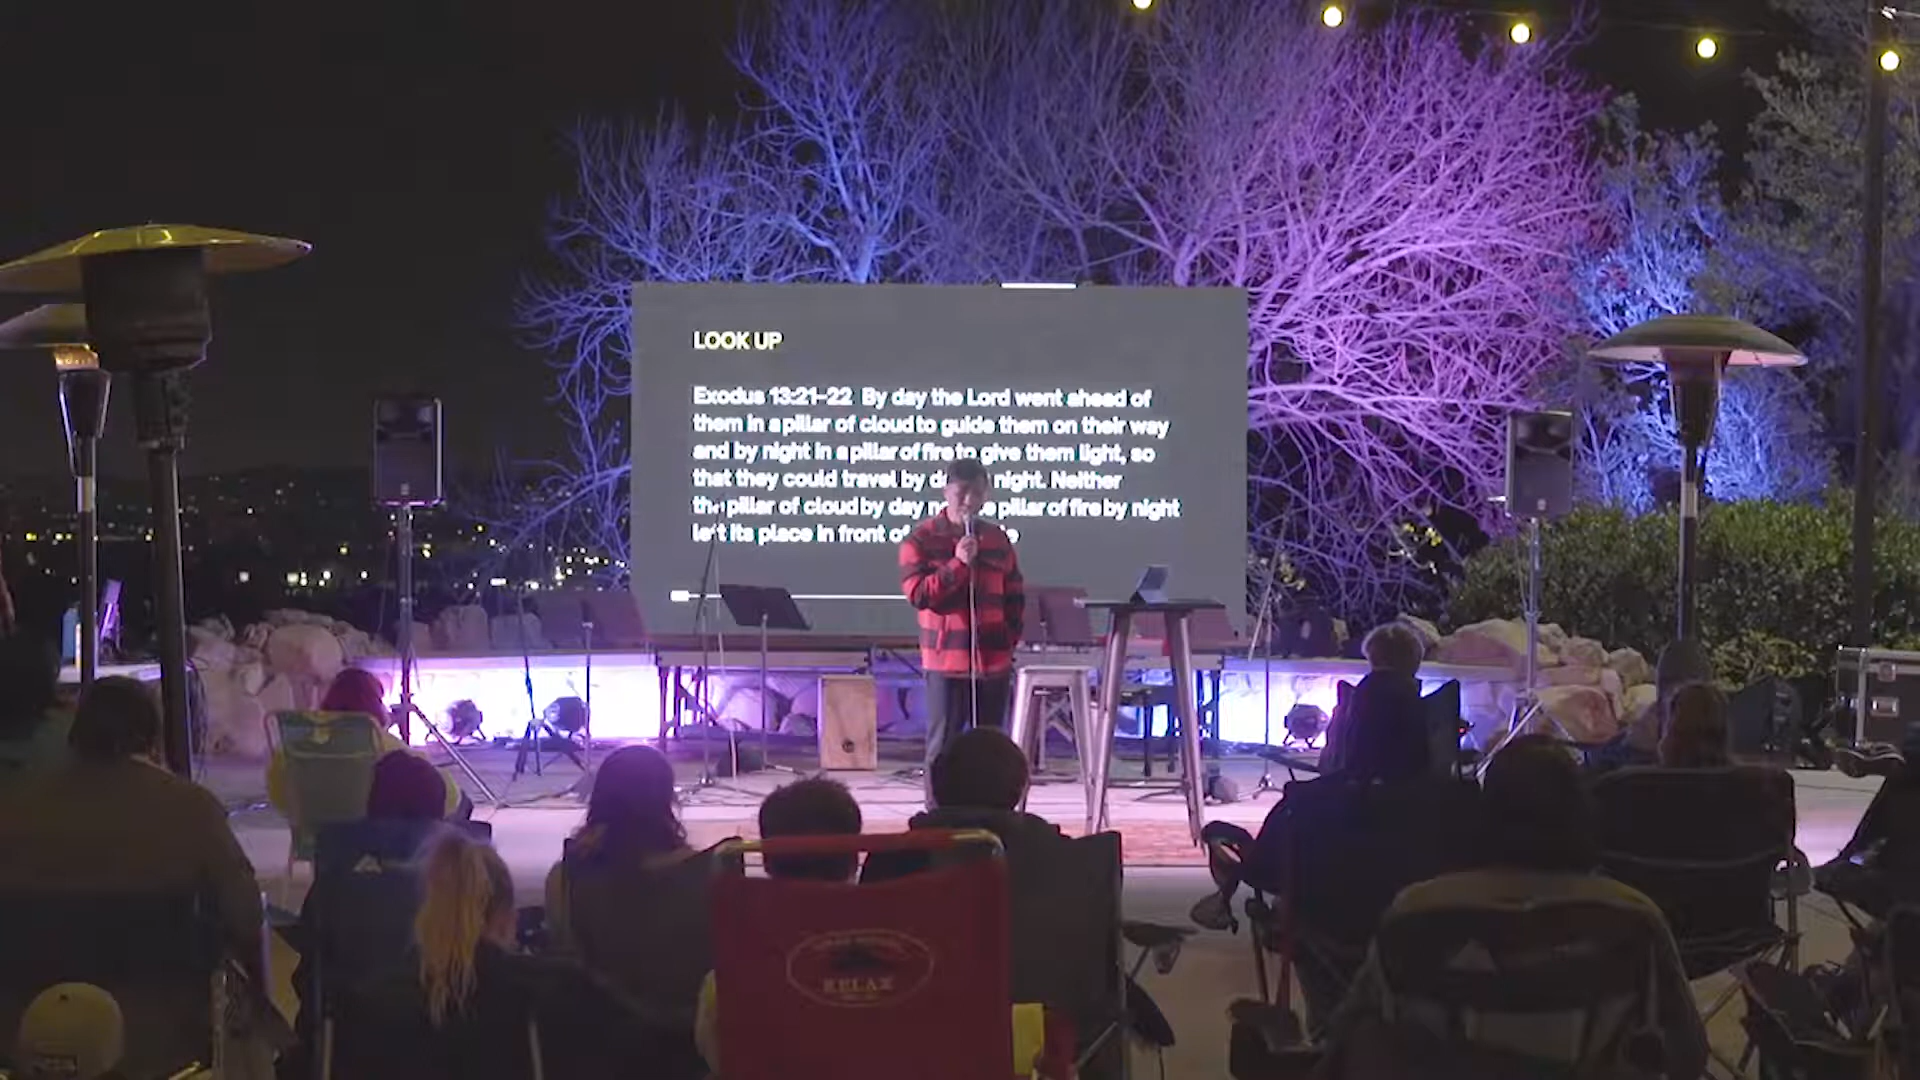 LOOK UP
Exodus 13:21-22 By day the Lord went ahead of
them in a pillar of cloud to guide them on their way
and by night in a pillar of fire to give them light, so
that they could travel by night. Neither
the pillar of cloud by day pillar of fire by night
left its place in front of
RELAX